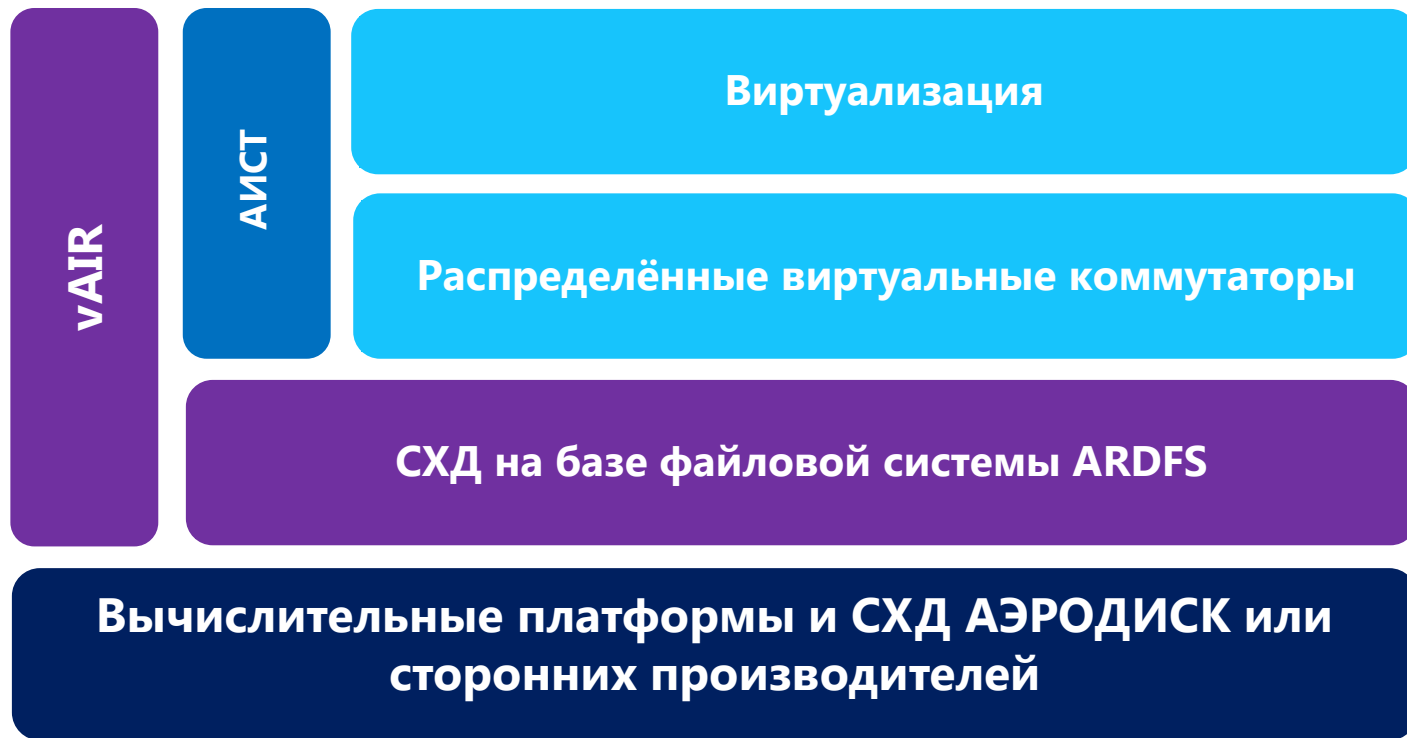 vAIR
АИСТ
Виртуализация
Распределённые виртуальные коммутаторы
СХД на базе файловой системы ARDFS
Вычислительные платформы и СХД АЭРОДИСК или
сторонних производителей